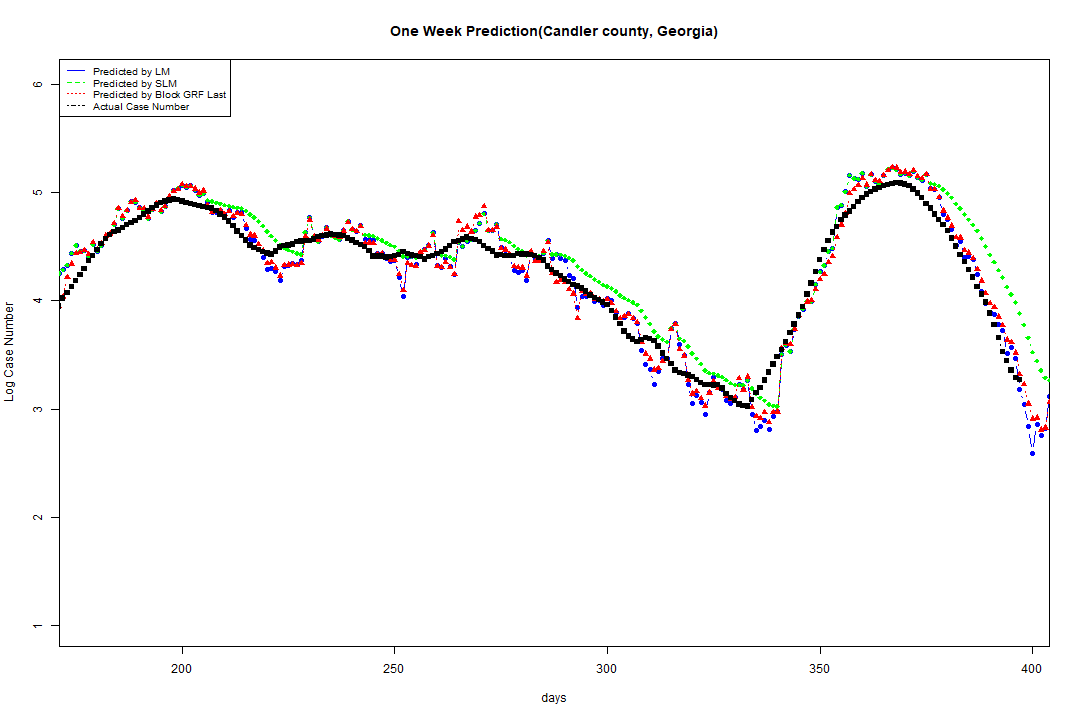 One Week Prediction(Candler county, Georgia)
Predicted by LM
Predicted by SLM
Predicted by Block GRF Last
Actual Case Number
6
5
4
3
2
1
Log Case Number
200 250 300 350 400
days